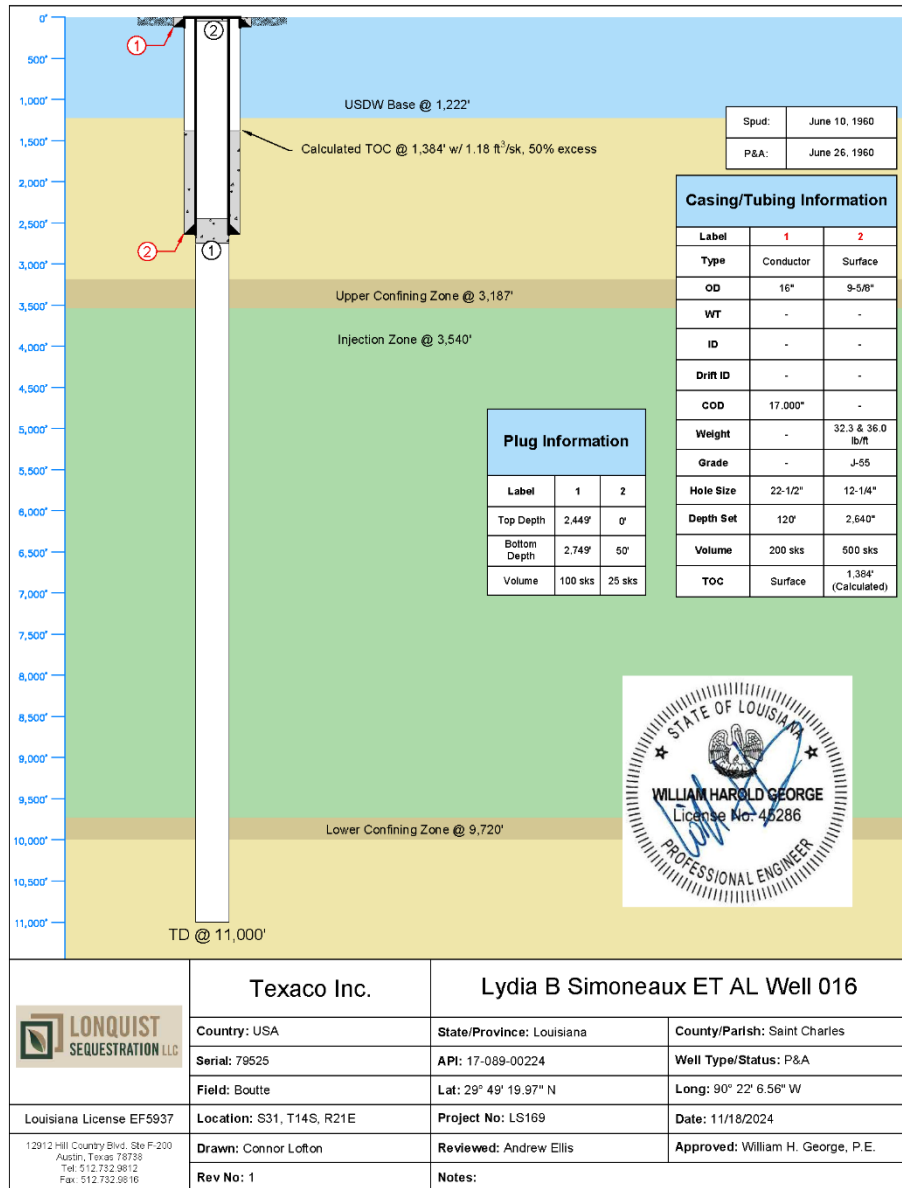 0'
500'
1,000'
1,500'
2,000'
2,500'
3,000'
3,500'
4,000'
4,500'
5,000'
5,500'
6,000'
6,500'
7,000'
7,500'
8,000'
8,500'
9,000'
9,500'
10,000'
10,500'
11,000'
1
2
2
1
USDW Base @ 1,222'
Calculated TOC @ 1,384' w/ 1.18 ft³/sk, 50% excess
Upper Confining Zone @ 3,187'
Injection Zone @ 3,540'
Lower Confining Zone @ 9,720'
TD @ 11,000'
Spud: June 10, 1960
P&A: June 26, 1960
Casing/Tubing Information
Label 1 2
Type Conductor Surface
OD 16" 9-5/8"
WT - -
ID - -
Drift ID - -
COD 17.000" -
Weight - 32.3 & 36.0 lb/ft
Grade - J-55
Hole Size 22-1/2" 12-1/4"
Depth Set 120' 2,640"
Volume 200 sks 500 sks
TOC Surface 1,384' (Calculated)
Plug Information
Label 1 2
Top Depth 2,449' 0'
Bottom Depth 2,749' 50'
Volume 100 sks 25 sks
STATE OF LOUISIANA
WILLIAM HAROLD GEORGE
License No. 45286
PROFESSIONAL ENGINEER
LONQUIST
SEQUESTRATION LLC
Louisiana License EF5937
12912 Hill Country Blvd. Ste F-200
Austin, Texas 78738
Tel: 512.732.9812
Fax: 512.732.9816
Texaco Inc.
Lydia B Simoneaux ET AL Well 016
Country: USA
State/Province: Louisiana
County/Parish: Saint Charles
Serial: 79525
API: 17-089-00224
Well Type/Status: P&A
Field: Boutte
Lat: 29° 49' 19.97" N
Long: 90° 22' 6.56" W
Location: S31, T14S, R21E
Project No: LS169
Date: 11/18/2024
Drawn: Connor Lofton
Reviewed: Andrew Ellis
Approved: William H. George, P.E.
Rev No: 1
Notes: